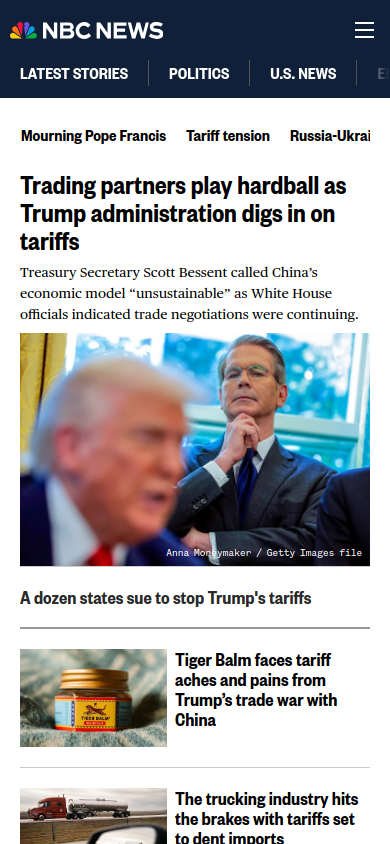 NBC NEWS
LATEST STORIES
POLITICS
U.S. NEWS
Mourning Pope Francis
Tariff tension
Russia-Ukrai
Trading partners play hardball as
Trump administration digs in on
tariffs
Treasury Secretary Scott Bessent called China’s
economic model “unsustainable” as White House
officials indicated trade negotiations were continuing.
Anna Moneymaker / Getty Images file
A dozen states sue to stop Trump's tariffs
TIGER BALM
Tiger Balm faces tariff
aches and pains from
Trump’s trade war with
China
The trucking industry hits
the brakes with tariffs set
to dent imports